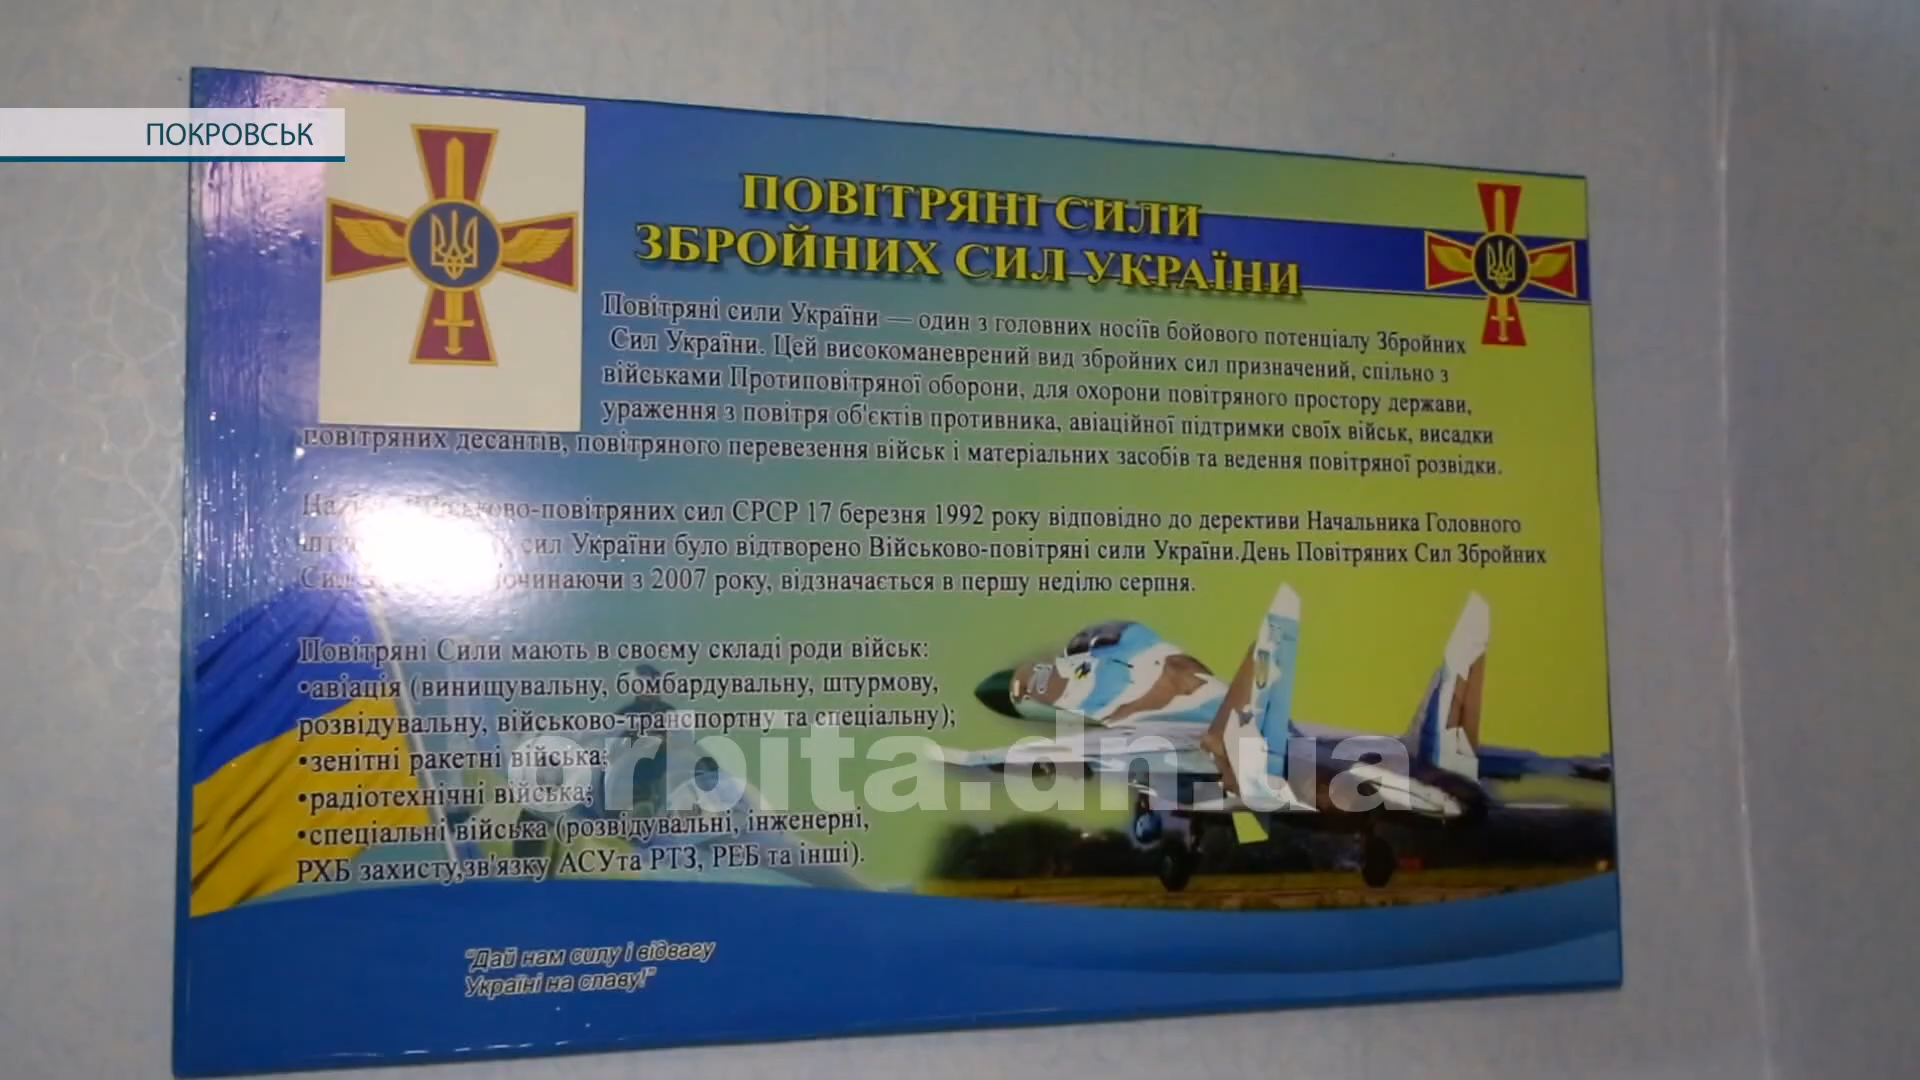 ПОКРОВСЬК
ПОВІТРЯНІ СИЛИ
ЗБРОЙНИХ СИЛ УКРАЇНИ
Повітряні сили України — один з головних носіїв бойового потенціалу Збройних
Сил України. Цей високоманеврений вид збройних сил призначений, спільно з
військами Протиповітряної оборони, для охорони повітряного простору держави,
ураження з повітря об'єктів противника, авіаційної підтримки своїх військ, висадки
повітряних десантів, повітряного перевезення військ і матеріальних засобів та ведення повітряної розвідки.
сил СРСР 17 березня 1992 року відповідно до дерективи Начальника Головного
сил України було відтворено Військово-повітряні сили України.День Повітряних Сил Збройних
з 2007 року, відзначається в першу неділю серпня.
Повітряні Сили мають в своєму складі роди військ:
•авіація (винищувальну, бомбардувальну, штурмову,
розвідувальну, військово-транспортну та спеціальну);
•зенітні ракетні війська;
•радіотехнічні війська;
•спеціальні війська (розвідувальні, інженерні,
РХБ захисту,зв'язку АСУта РТЗ, РЕБ та інші).
orbita.dn.ua
"Дай нам силу і відвагу
Україні на славу!"